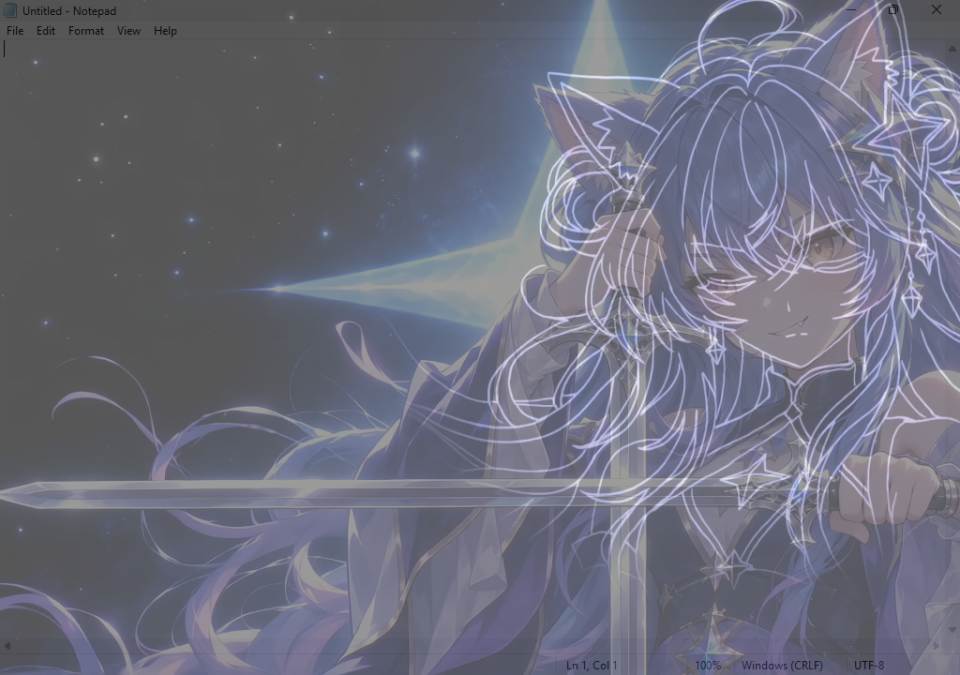 Untitled - Notepad
File Edit Format View Help
Ln 1, Col 1 100% Windows (CRLF) UTF-8